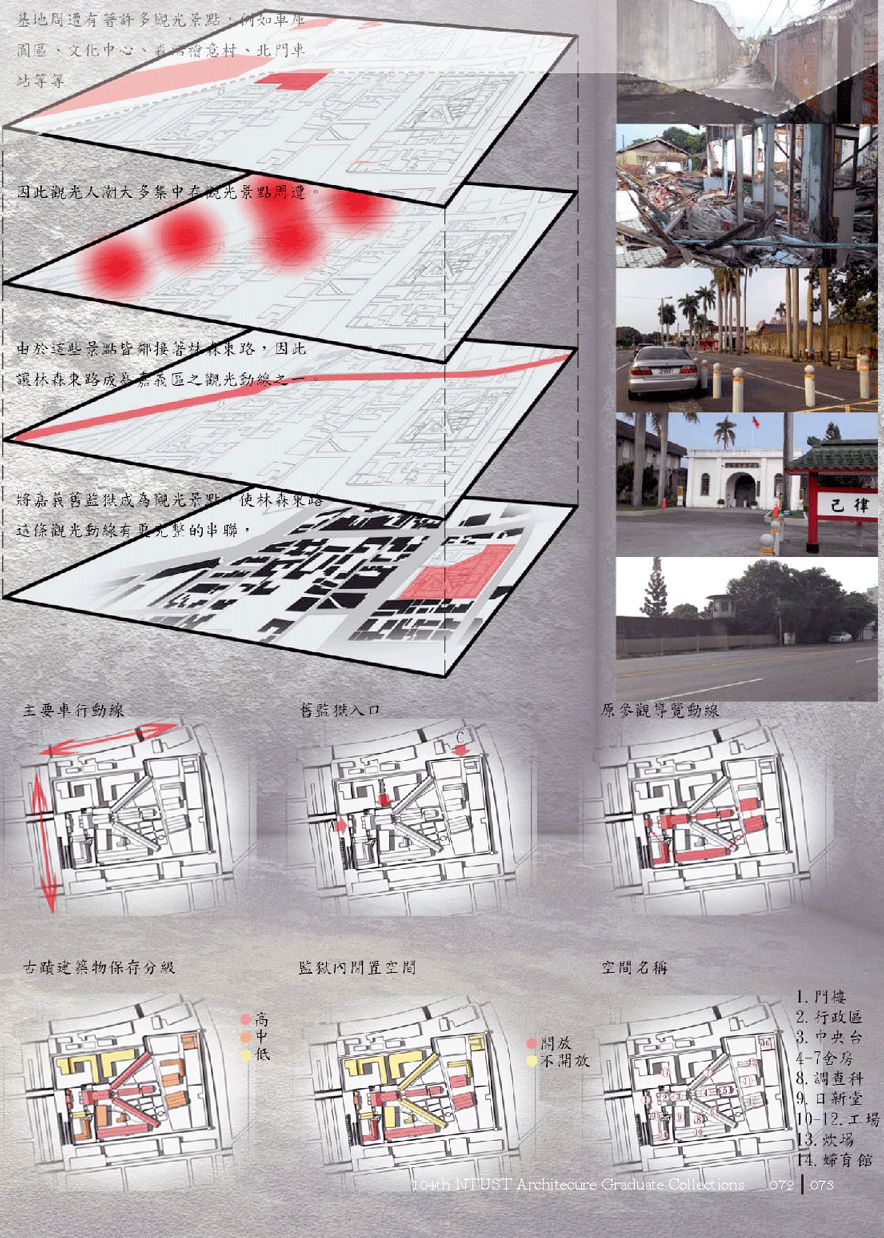 基地周遭有著許多觀光景點，例如車庫
園區、文化中心、森活檜意村、北門車
站等等
因此觀光人潮大多集中在觀光景點周遭。
由於這些景點皆鄰接著林森東路，因此
讓林森東路成為嘉義區之觀光動線之一。
將嘉義舊監獄成為觀光景點，使林森東路
這條觀光動線有更完整的串聯，
己律
主要車行動線
舊監獄入口
原參觀導覽動線
C
古蹟建築物保存分級
監獄內閒置空間
空間名稱
高
中
低
開放
不開放
1. 門樓
2. 行政區
3. 中央台
4-7舍房
8. 調查科
9. 日新堂
10-12.工場
13. 炊場
14. 婦育館
104th NTUST Architecure Graduate Collections 072 073